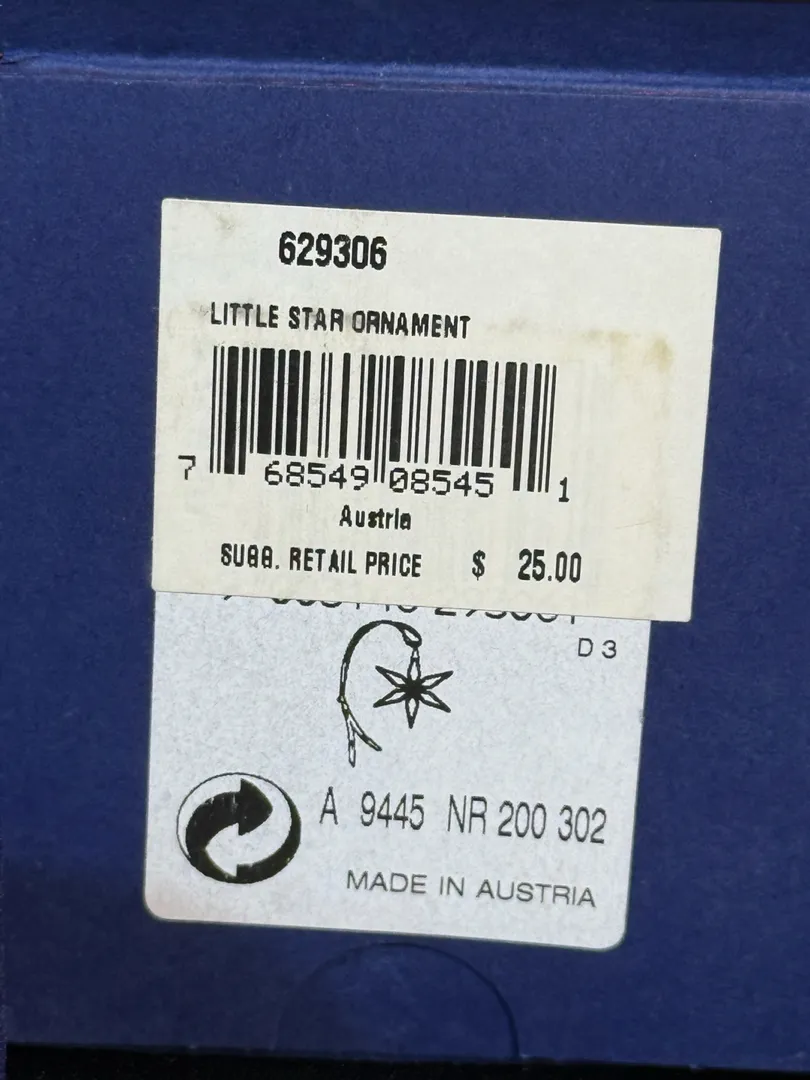 629306
LITTLE STAR ORNAMENT
7 68549 08545 1
Austria
SUGG. RETAIL PRICE $ 25.00
D 3
A 9445 NR 200 302
MADE IN AUSTRIA